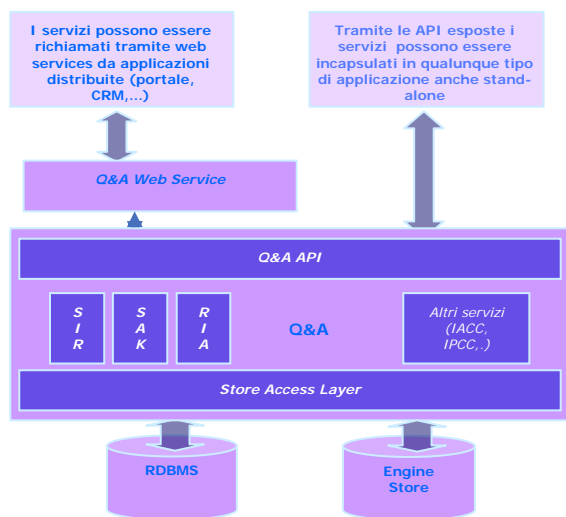 I servizi possono essere
richiamati tramite web
services da applicazioni
distribuite (portale,
CRM,...)
Tramite le API esposte i
servizi possono essere
incapsulati in qualunque tipo
di applicazione anche stand-
alone
Q&A Web Service
Q&A API
S
I
R
S
A
K
R
I
A
Q&A
Altri servizi
(IACC,
IPCC,.)
Store Access Layer
RDBMS
Engine
Store